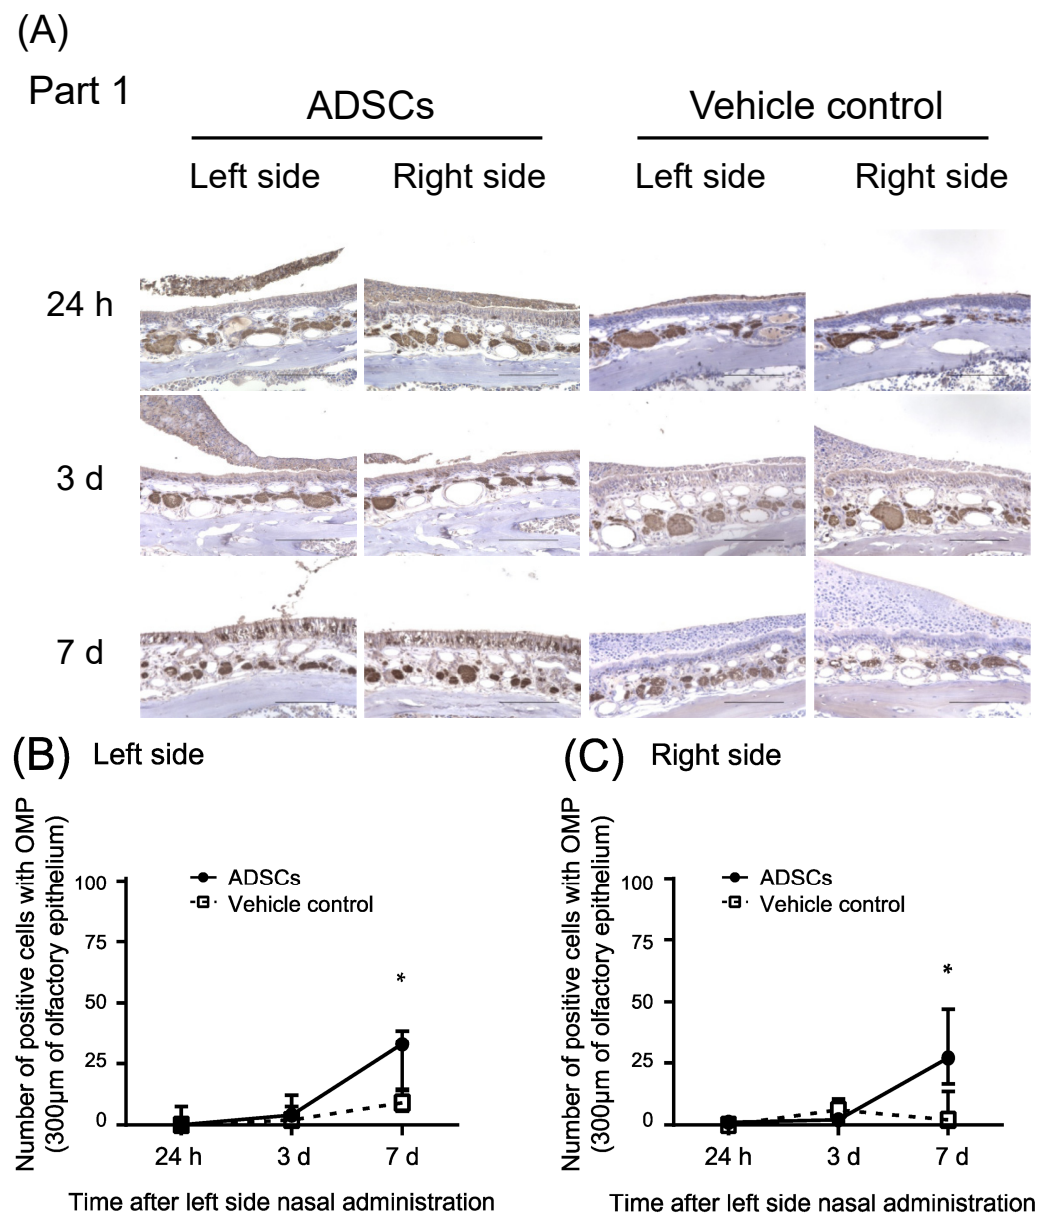 (A)
Part 1
ADSCs
Vehicle control
Left side
Right side
Left side
Right side
24 h
3 d
7 d
(B) Left side
Number of positive cells with OMP
(300µm of olfactory epithelium)
100
75
50
25
0
ADSCs
Vehicle control
*
24 h
3 d
7 d
Time after left side nasal administration
(C) Right side
Number of positive cells with OMP
(300µm of olfactory epithelium)
100
75
50
25
0
ADSCs
Vehicle control
*
24 h
3 d
7 d
Time after left side nasal administration